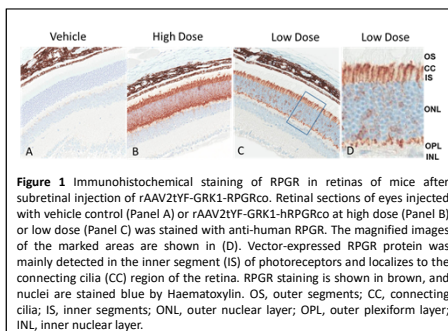 Vehicle High Dose Low Dose Low Dose
OS
CC
IS
ONL
OPL
INL
A B C D
Figure 1 Immunohistochemical staining of RPGR in retinas of mice after
subretinal injection of rAAV2tYF-GRK1-RPGRco. Retinal sections of eyes injected
with vehicle control (Panel A) or rAAV2tYF-GRK1-hRPGRco at high dose (Panel B)
or low dose (Panel C) was stained with anti-human RPGR. The magnified images
of the marked areas are shown in (D). Vector-expressed RPGR protein was
mainly detected in the inner segment (IS) of photoreceptors and localizes to the
connecting cilia (CC) region of the retina. RPGR staining is shown in brown, and
nuclei are stained blue by Haematoxylin. OS, outer segments; CC, connecting
cilia; IS, inner segments; ONL, outer nuclear layer; OPL, outer plexiform layer;
INL, inner nuclear layer.